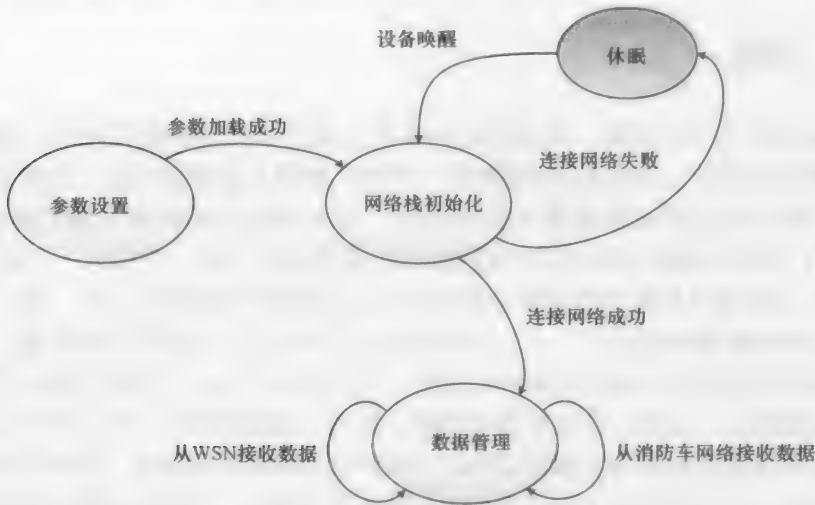 设备唤醒
休眠
参数加载成功
连接网络失败
参数设置
网络栈初始化
连接网络成功
从WSN接收数据
数据管理
从消防车网络接收数据